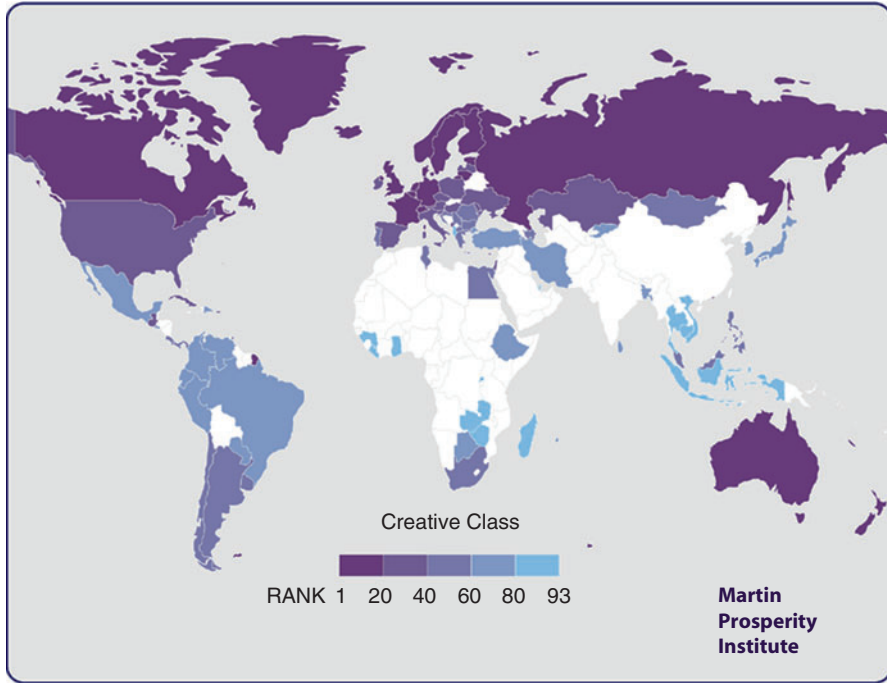 Creative Class
RANK 1 20 40 60 80 93
Martin
Prosperity
Institute